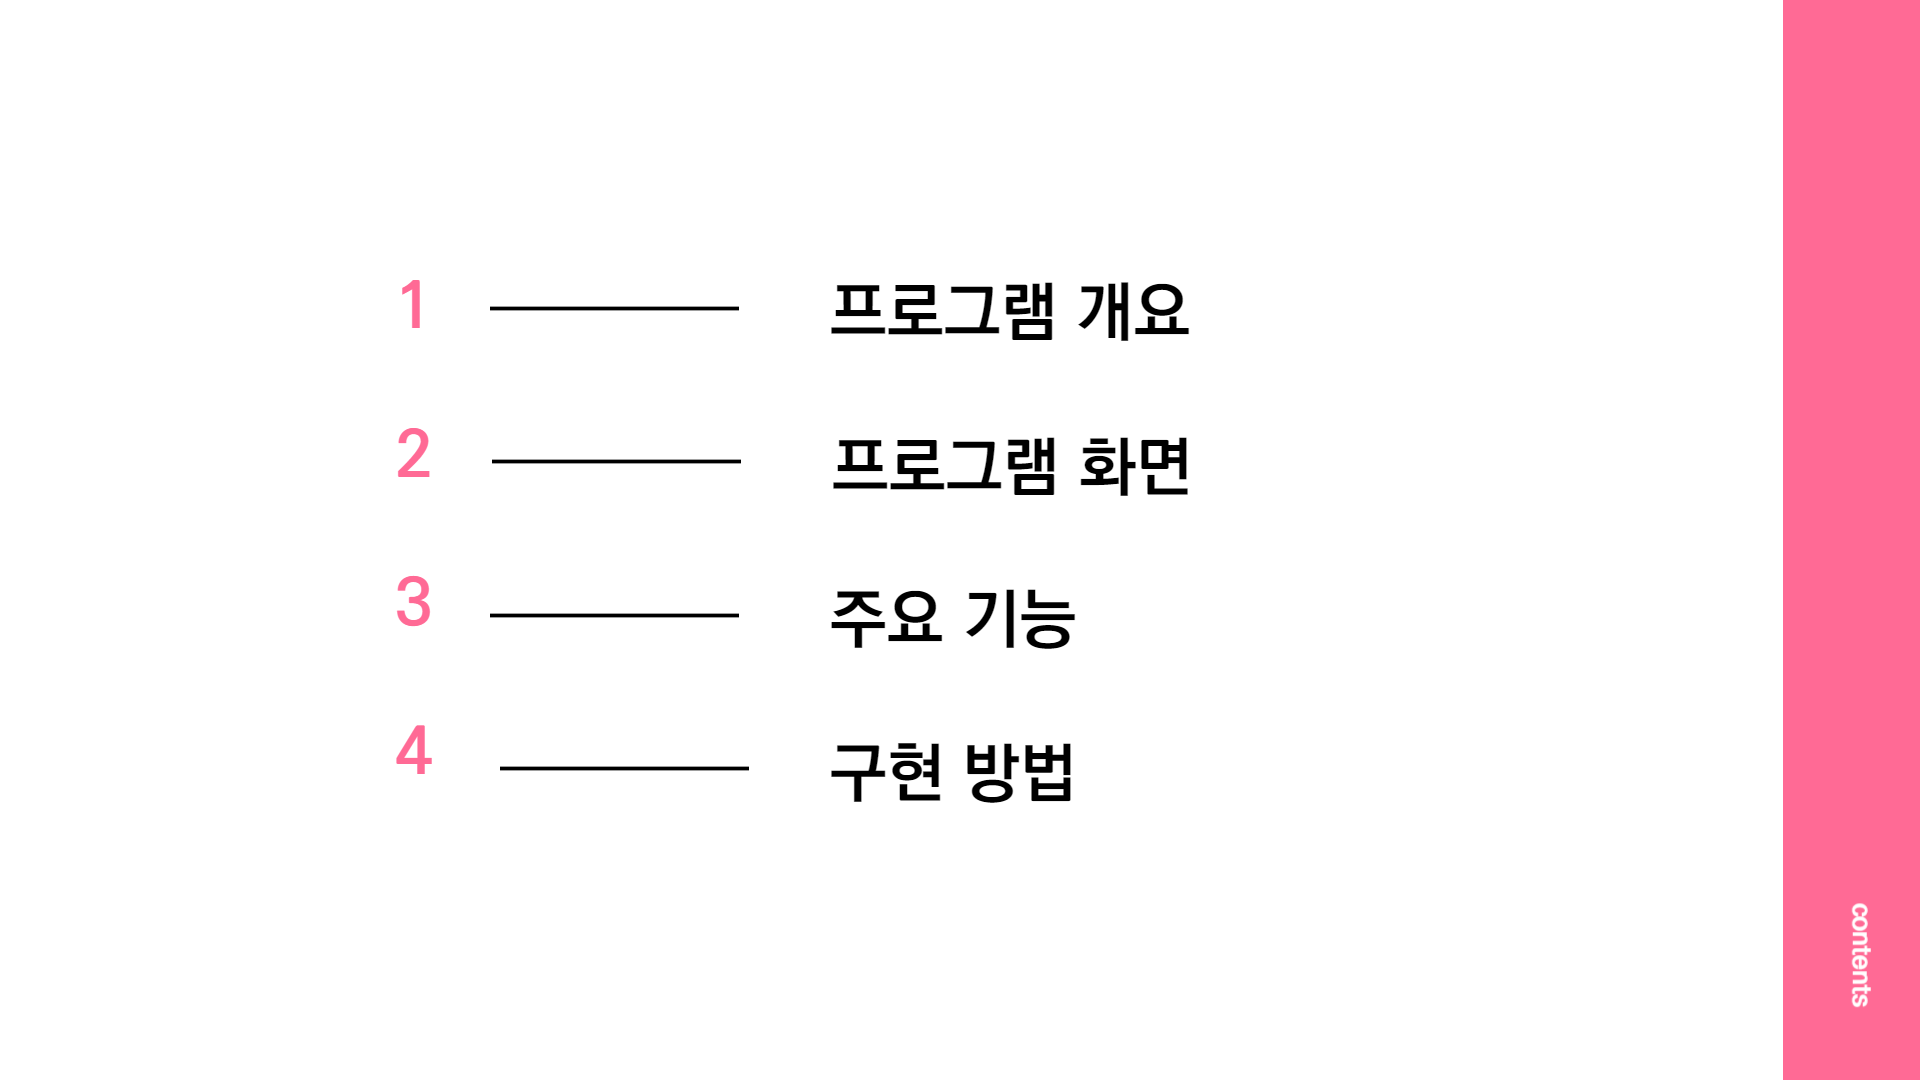 1 프로그램 개요
2 프로그램 화면
3 주요 기능
4 구현 방법
contents